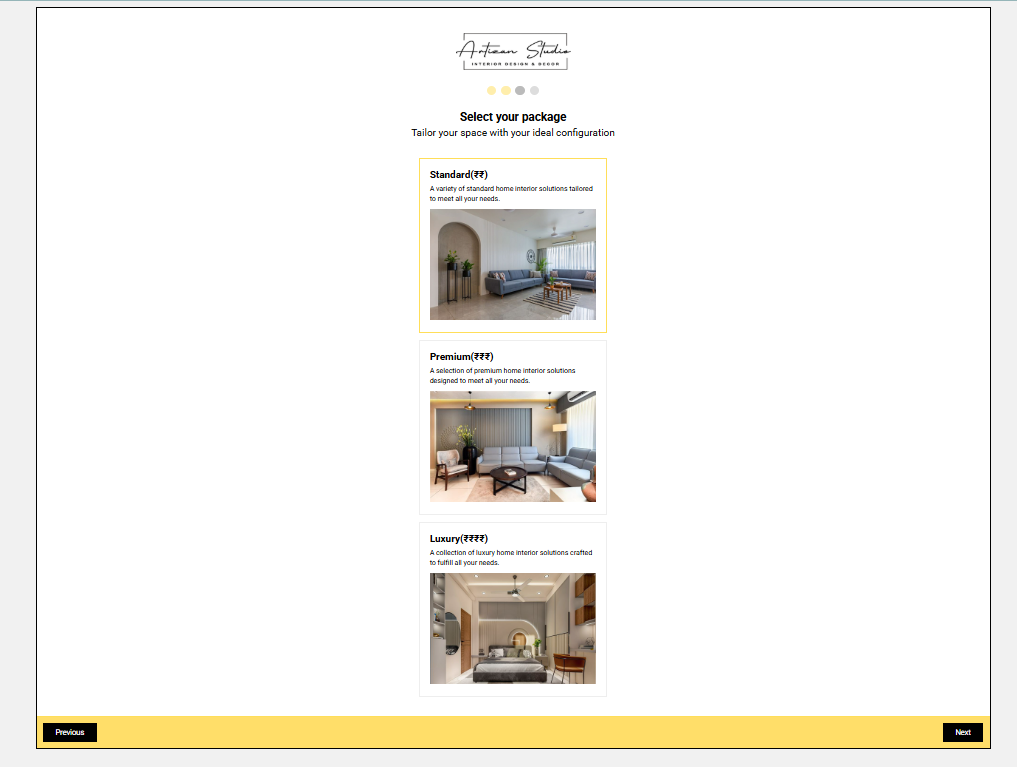 Artizan Studio
INTERIOR DESIGN & DECOR
Select your package
Tailor your space with your ideal configuration
Standard(₹₹)
A variety of standard home interior solutions tailored
to meet all your needs.
Premium(₹₹₹)
A selection of premium home interior solutions
designed to meet all your needs.
Luxury(₹₹₹₹)
A collection of luxury home interior solutions crafted
to fulfill all your needs.
Previous
Next